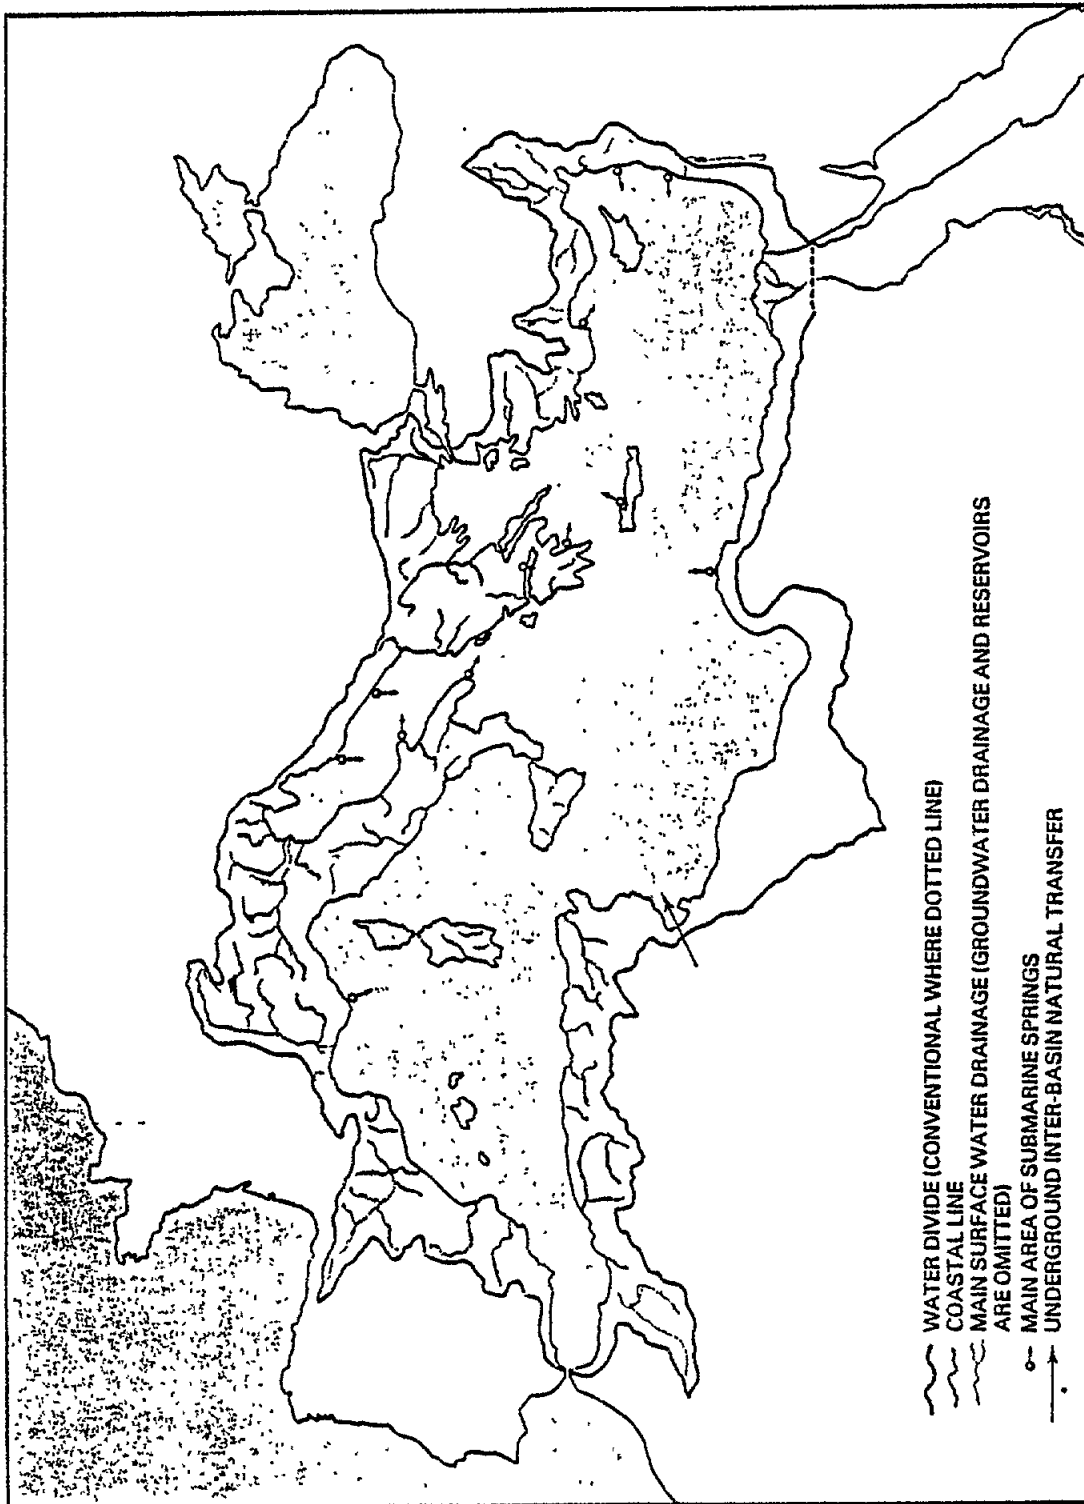 WATER DIVIDE (CONVENTIONAL WHERE DOTTED LINE)
COASTAL LINE
MAIN SURFACE WATER DRAINAGE (GROUNDWATER DRAINAGE AND RESERVOIRS
ARE OMITTED)
MAIN AREA OF SUBMARINE SPRINGS
UNDERGROUND INTER-BASIN NATURAL TRANSFER